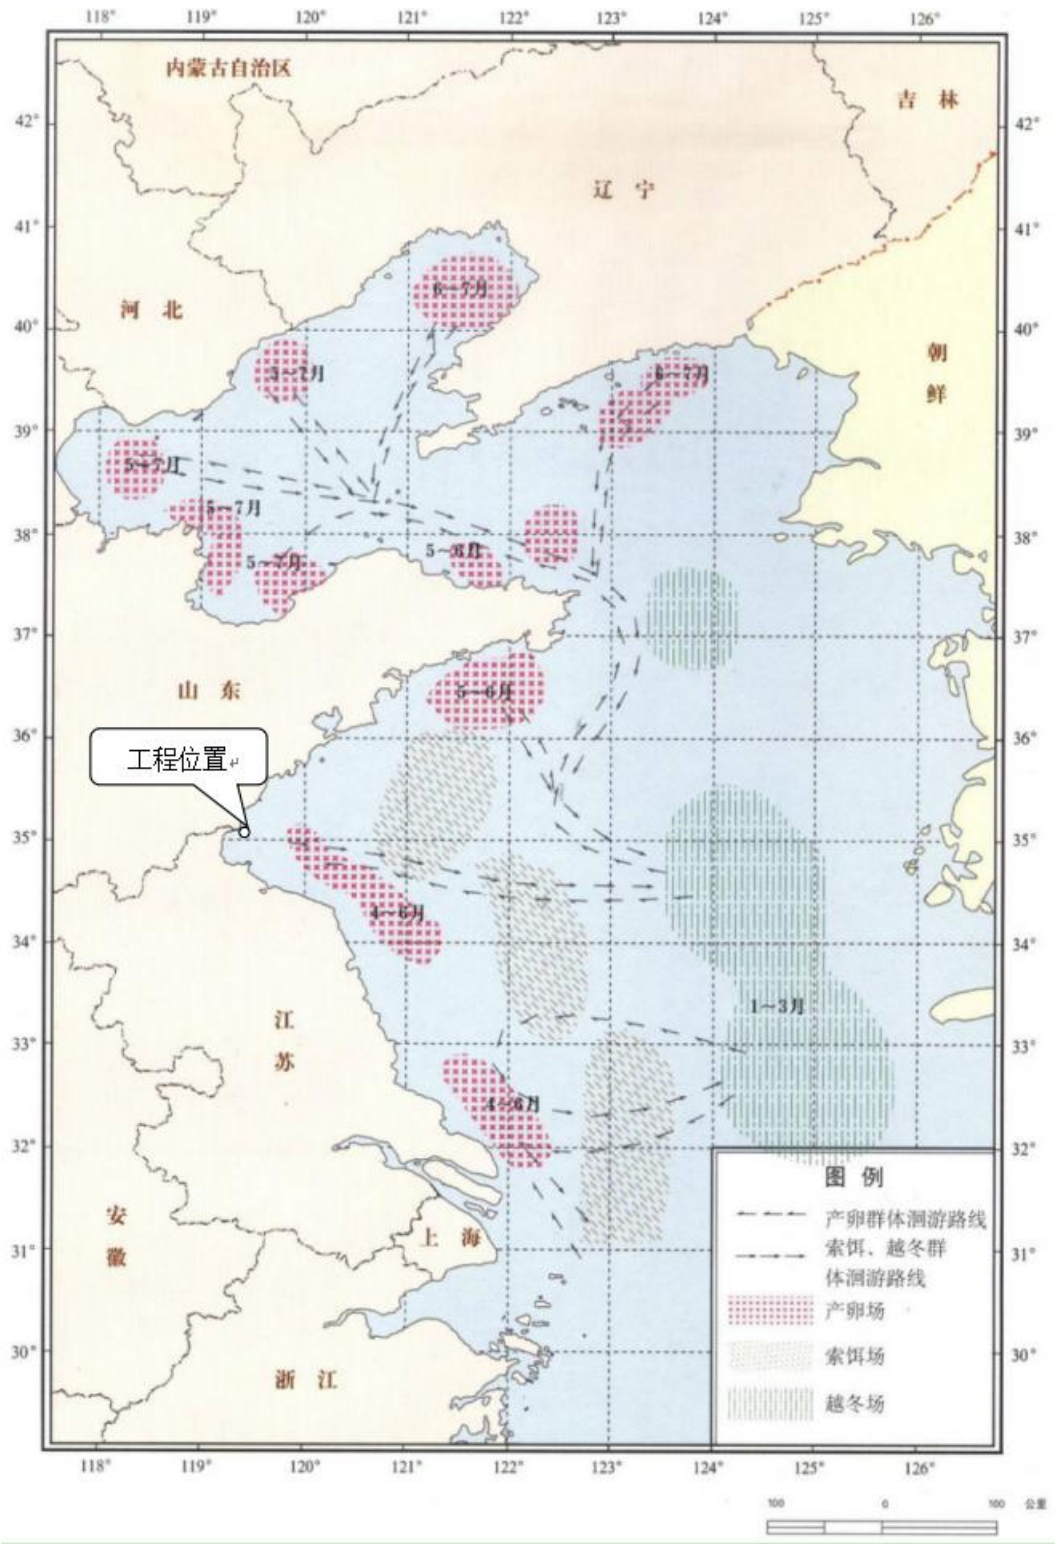 118° 119° 120° 121° 122° 123° 124° 125° 126°
内蒙古自治区
吉 林
42° 42°
辽 宁
41° 41°
6~7月
河 北
40° 40°
朝
鲜
5~7月
6~7月
39° 39°
5~7月
5~7月
38° 38°
5~6月
5~7月
37° 37°
山 东
5~6月
36° 36°
工程位置
35° 35°
4~6月
34° 34°
1~3月
江
苏
33° 33°
4~6月
32° 32°
图 例
产卵群体洄游路线
索饵、越冬群
体洄游路线
产卵场
索饵场
越冬场
安
徽
上 海
31° 31°
30° 30°
浙 江
118° 119° 120° 121° 122° 123° 124° 125° 126°
100 0 100 公里